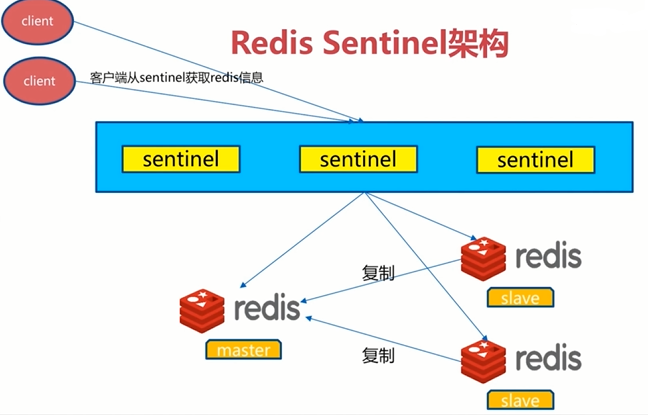 client
Redis Sentinel架构
client
客户端从sentinel获取redis信息
sentinel
sentinel
sentinel
redis
slave
复制
redis
master
复制
redis
slave